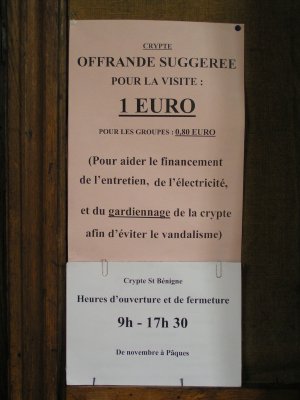 CRYPTE
OFFRANDE SUGGEREE
POUR LA VISITE :
1 EURO
POUR LES GROUPES : 0,80 EURO
(Pour aider le financement
de l'entretien, de l'électricité,
et du gardiennage de la crypte
afin d'éviter le vandalisme)
Crypte St Bénigne
Heures d'ouverture et de fermeture
9h - 17h 30
De novembre à Pâques